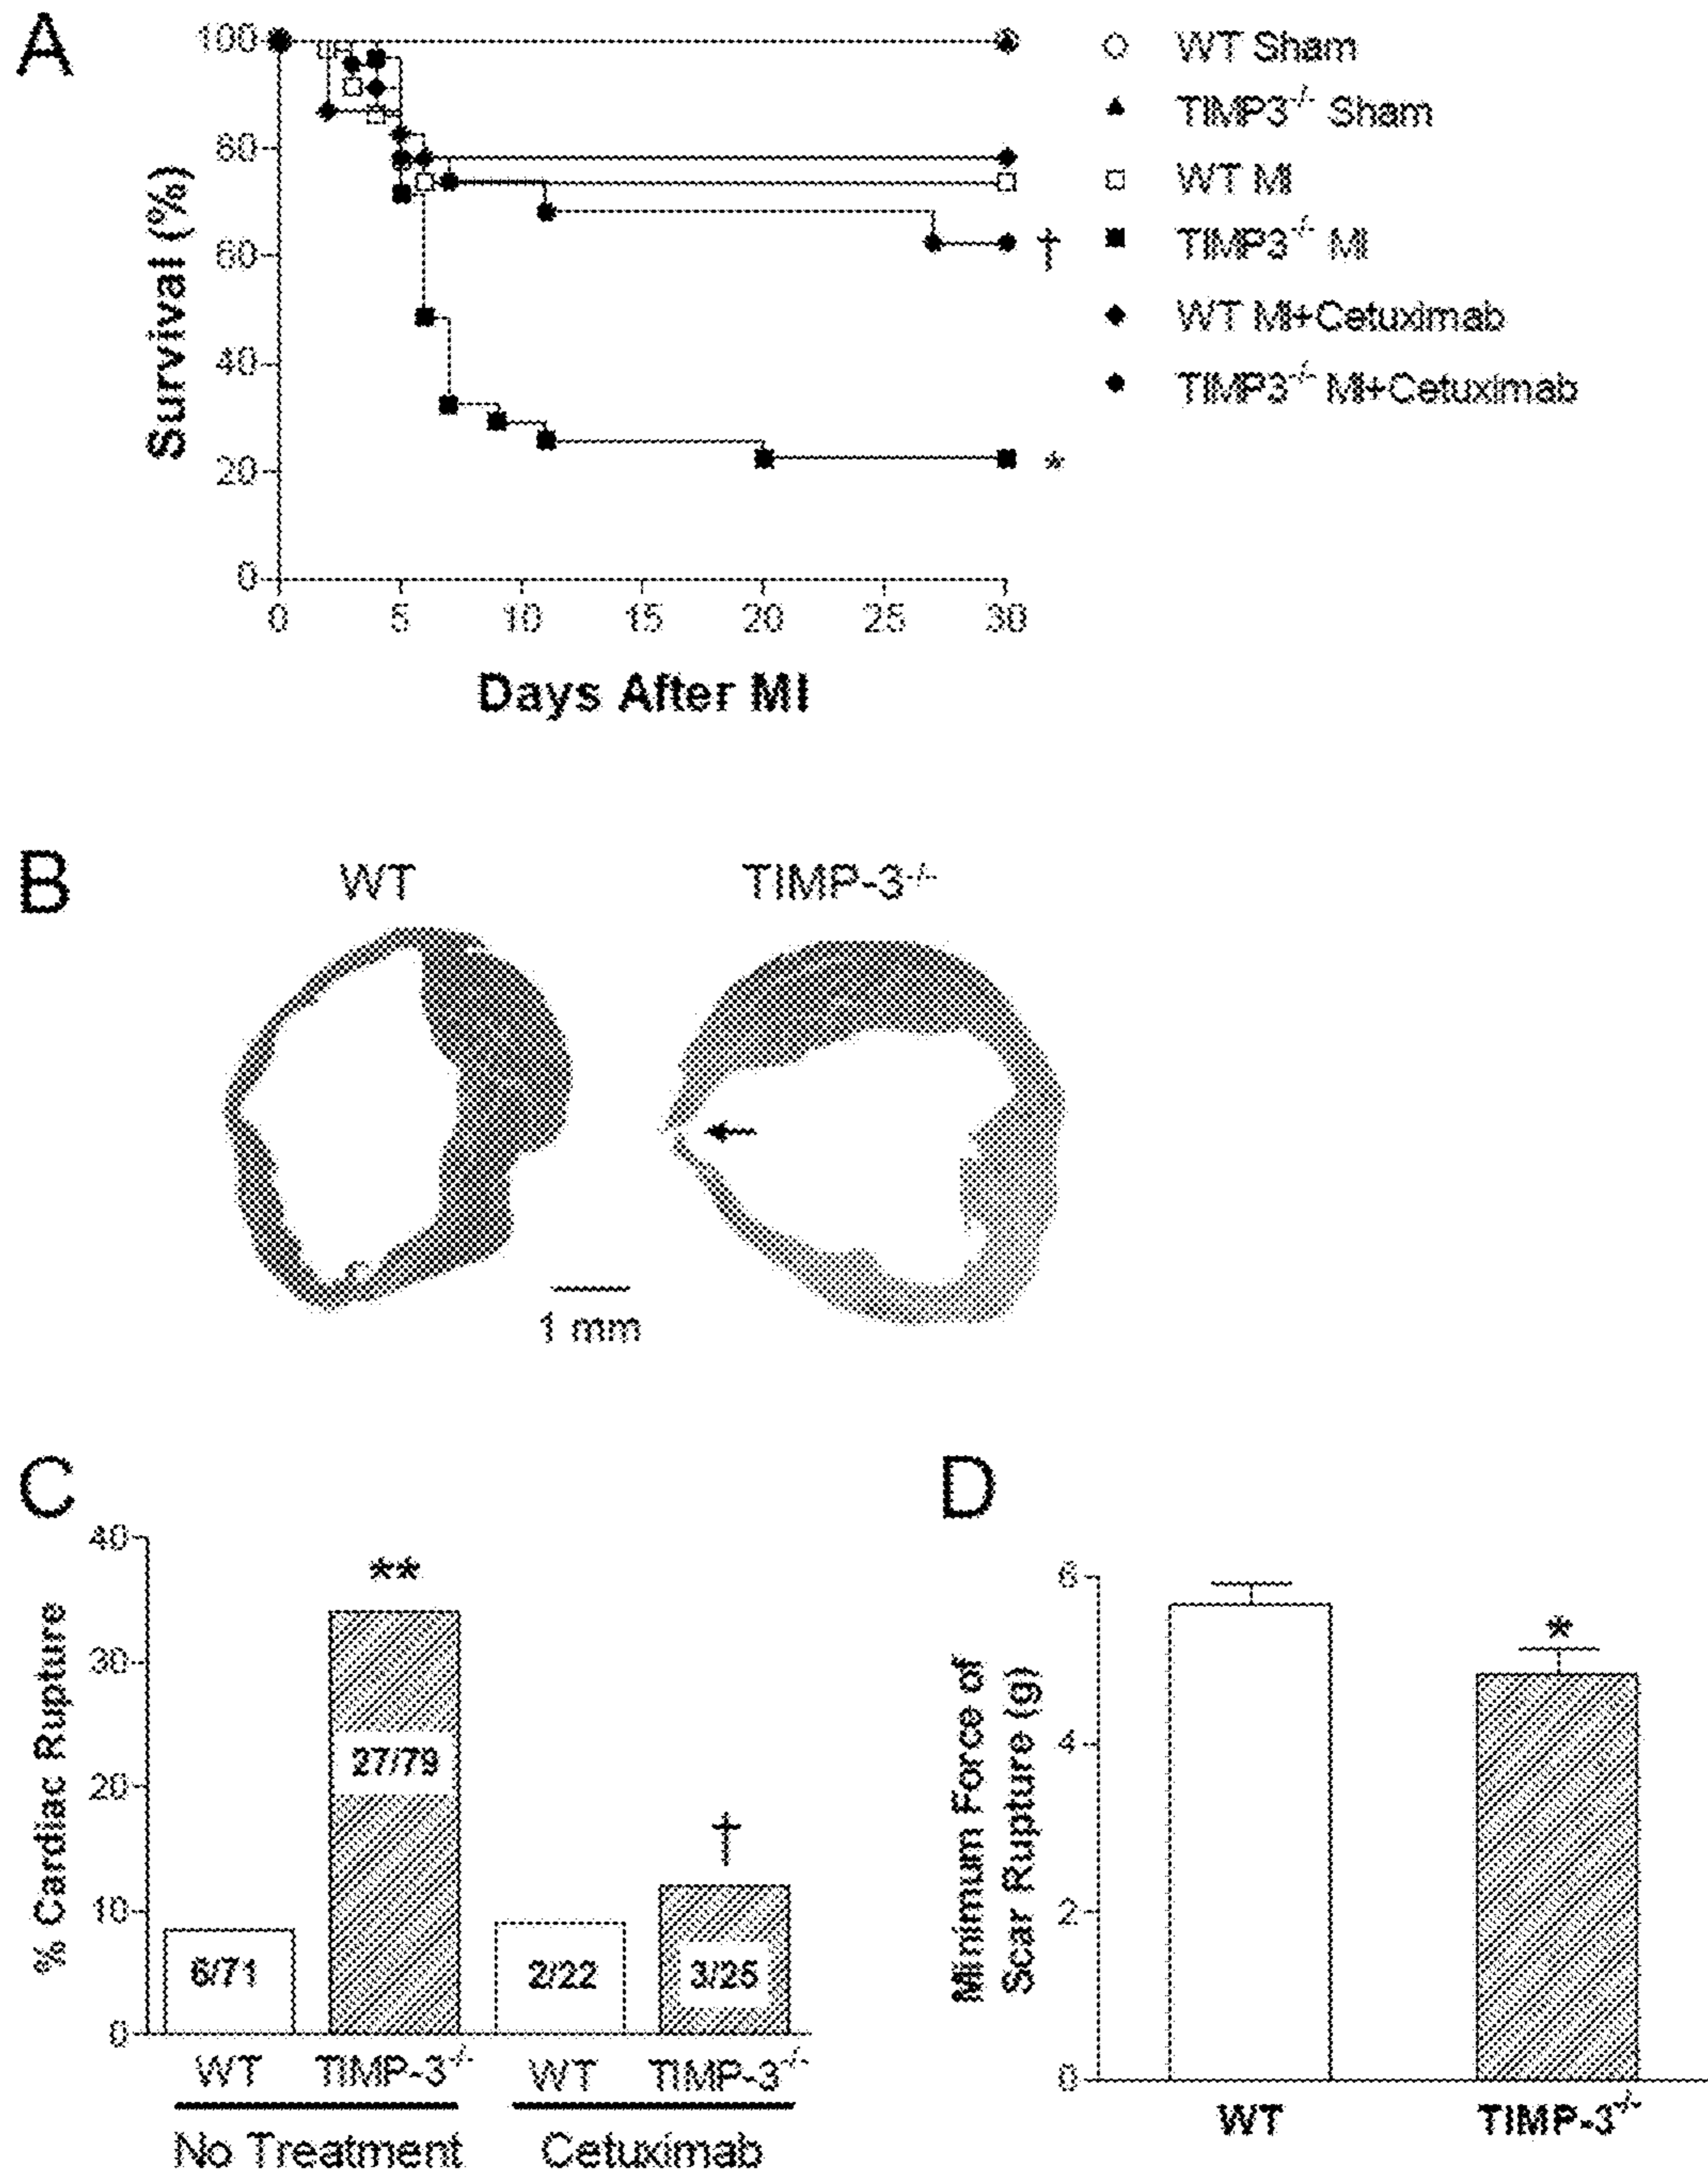 A
100
80
60
40
20
0
Survival (%)
0 5 10 15 20 25 30
Days After MI
† 
*
WT Sham
TIMP3-/- Sham
WT MI
TIMP3-/- MI
WT MI+Cetuximab
TIMP3-/- MI+Cetuximab
B
WT TIMP-3-/-
1 mm
C
40
30
20
10
0
% Cardiac Rupture
**
27/79
†
6/71
2/22
3/25
WT TIMP-3-/- WT TIMP-3-/-
No Treatment Cetuximab
D
6
4
2
0
Minimum Force of
Scar Rupture (g)
*
WT TIMP-3-/-